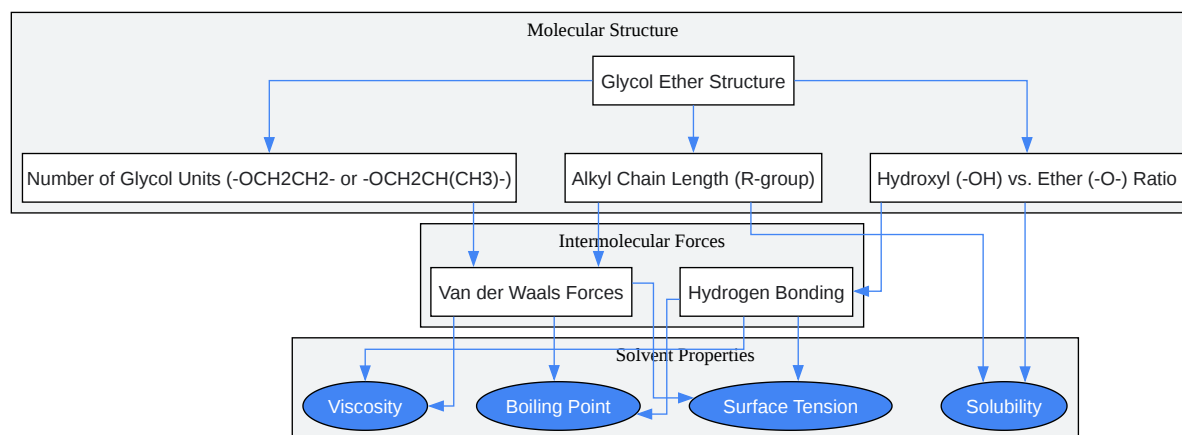 Molecular Structure
Glycol Ether Structure
Number of Glycol Units (-OCH2CH2- or -OCH2CH(CH3)-)
Alkyl Chain Length (R-group)
Hydroxyl (-OH) vs. Ether (-O-) Ratio
Intermolecular Forces
Van der Waals Forces
Hydrogen Bonding
Solvent Properties
Viscosity
Boiling Point
Surface Tension
Solubility